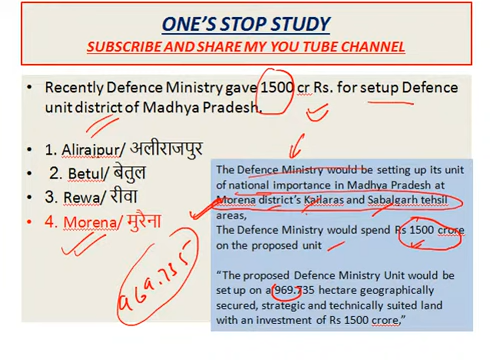 ONE'S STOP STUDY
SUBSCRIBE AND SHARE MY YOU TUBE CHANNEL
• Recently Defence Ministry gave 1500 cr Rs. for setup Defence
unit district of Madhya Pradesh.
• 1. Alirajpur/ अलीराजपुर
• 2. Betul/ बेतुल
• 3. Rewa/ रीवा
• 4. Morena/ मुरैना
The Defence Ministry would be setting up its unit
of national importance in Madhya Pradesh at
Morena district's Kailaras and Sabalgarh tehsil
areas,
The Defence Ministry would spend Rs 1500 crore
on the proposed unit
"The proposed Defence Ministry Unit would be
set up on a 969.735 hectare geographically
secured, strategic and technically suited land
with an investment of Rs 1500 crore,"
969.735